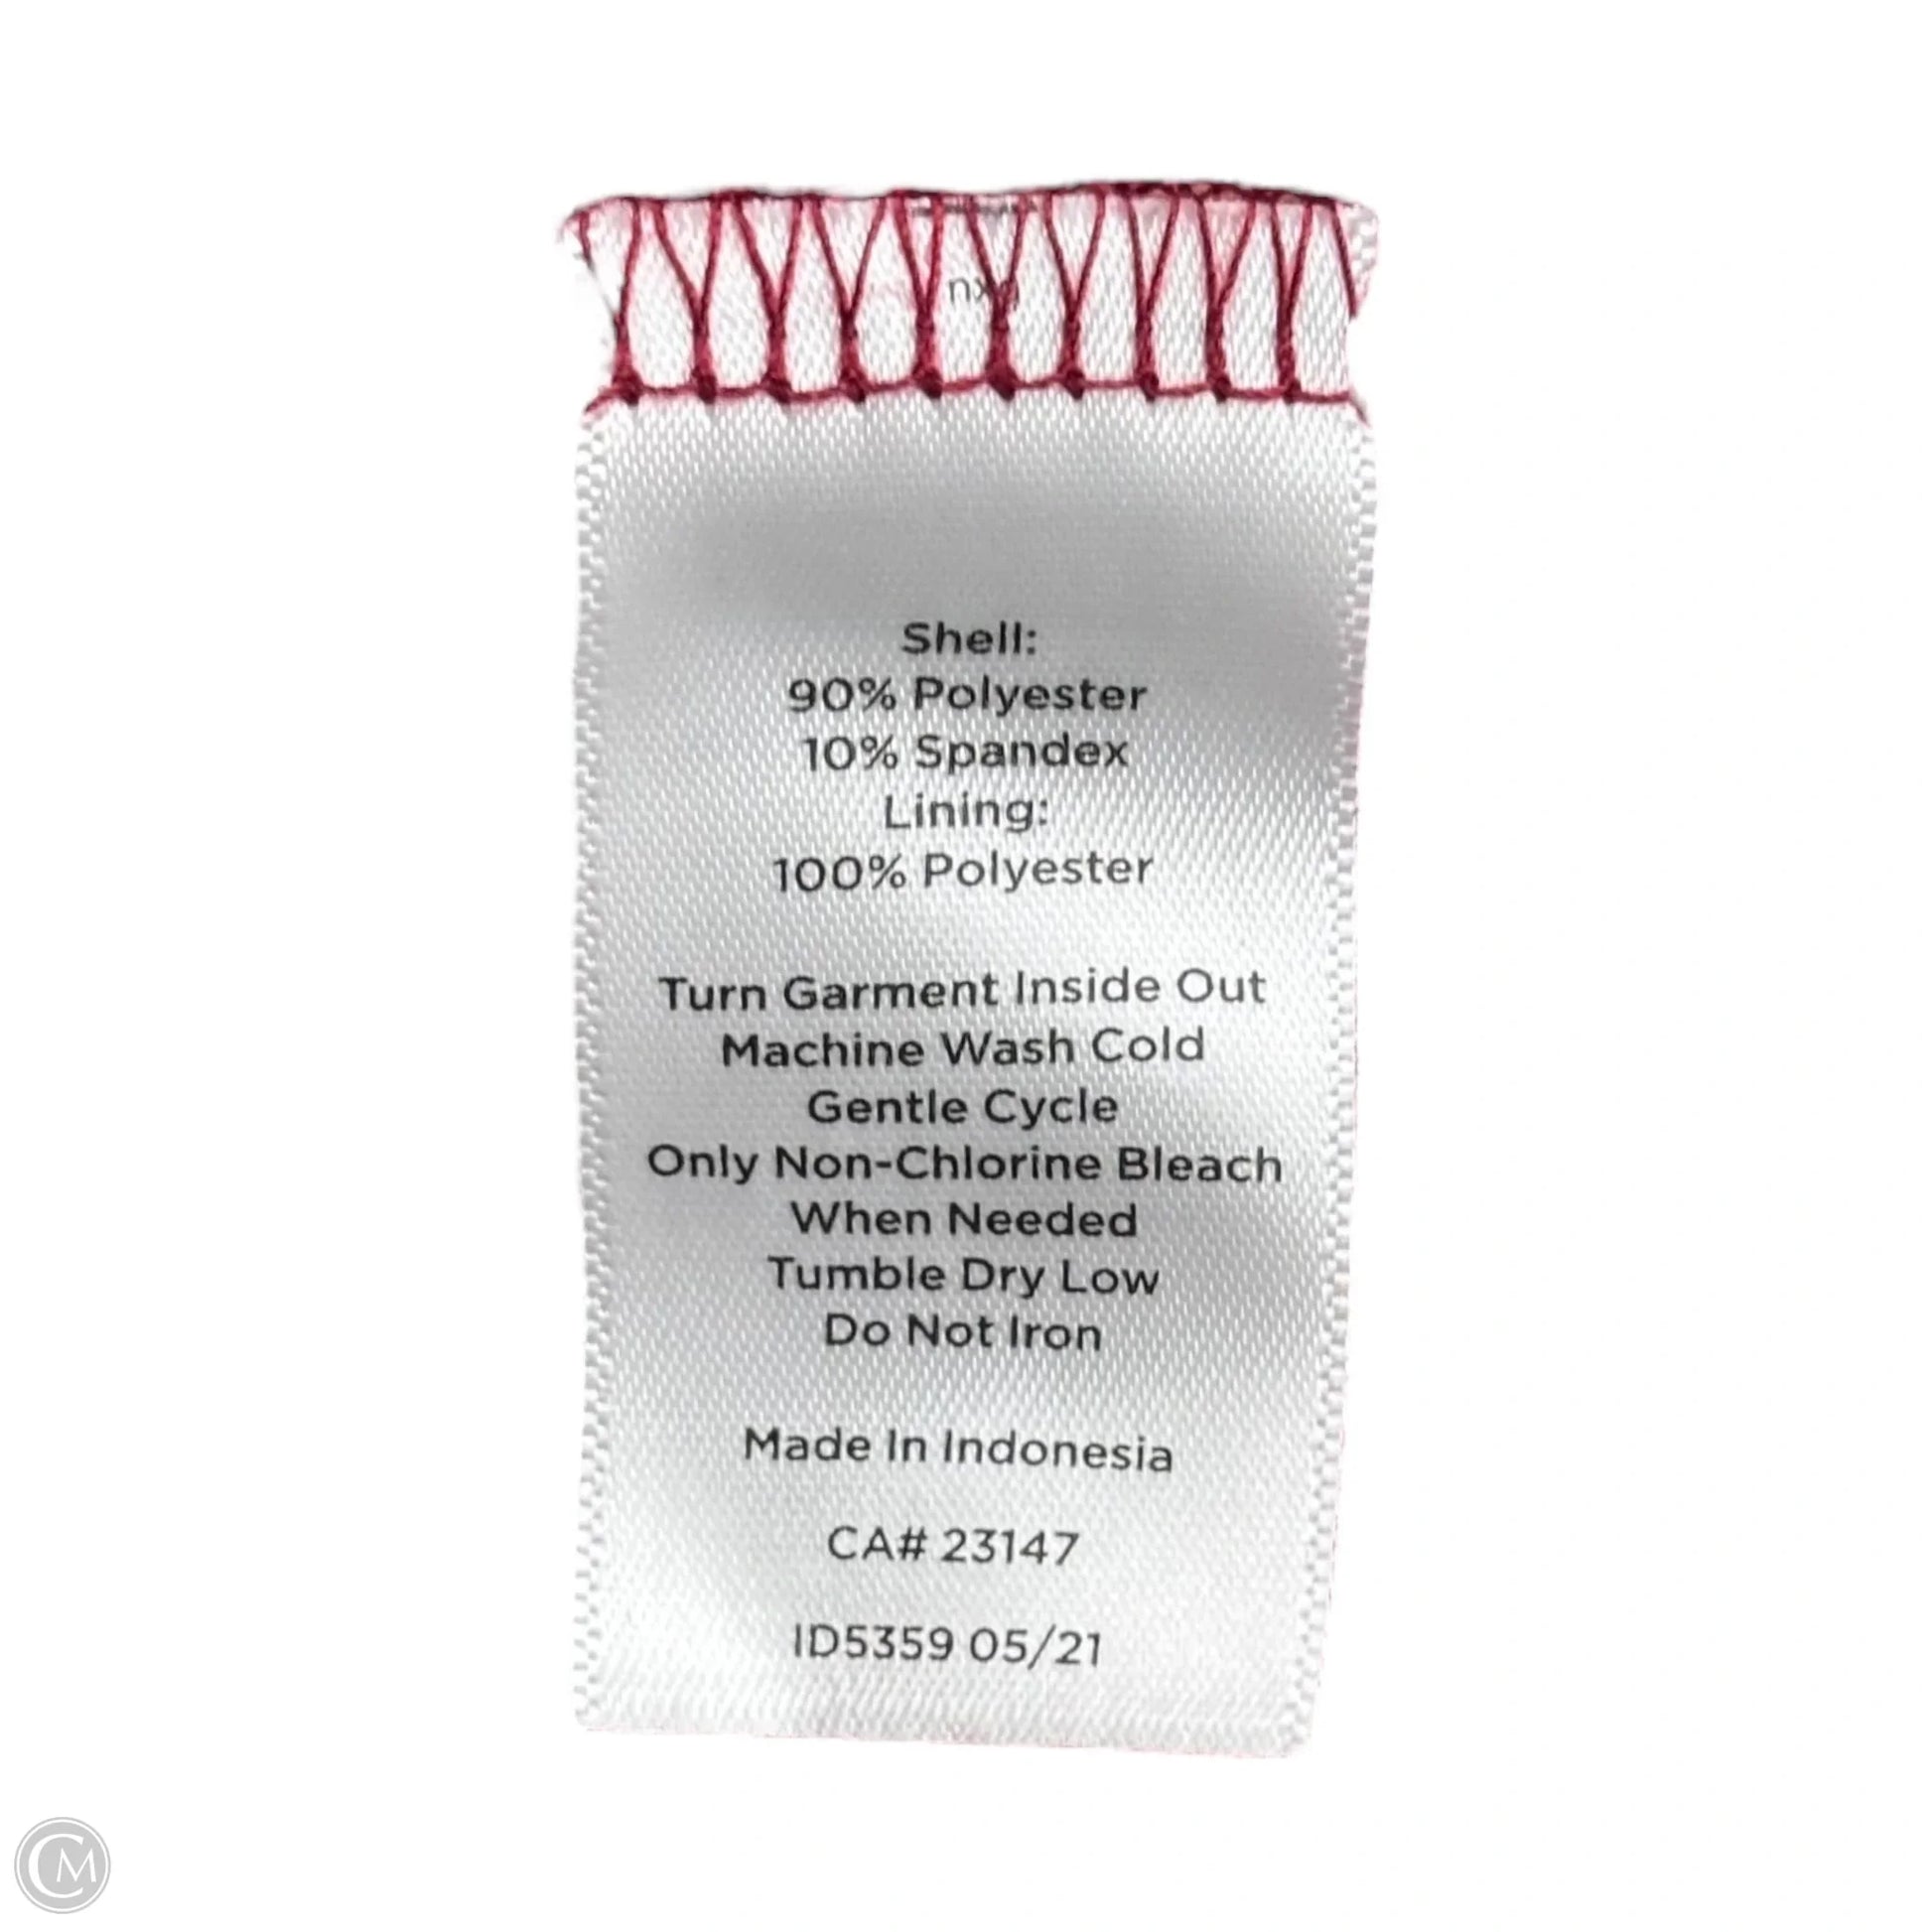 Shell:
90% Polyester
10% Spandex
Lining:
100% Polyester
Turn Garment Inside Out
Machine Wash Cold
Gentle Cycle
Only Non-Chlorine Bleach
When Needed
Tumble Dry Low
Do Not Iron
Made In Indonesia
CA# 23147
ID5359 05/21
CM